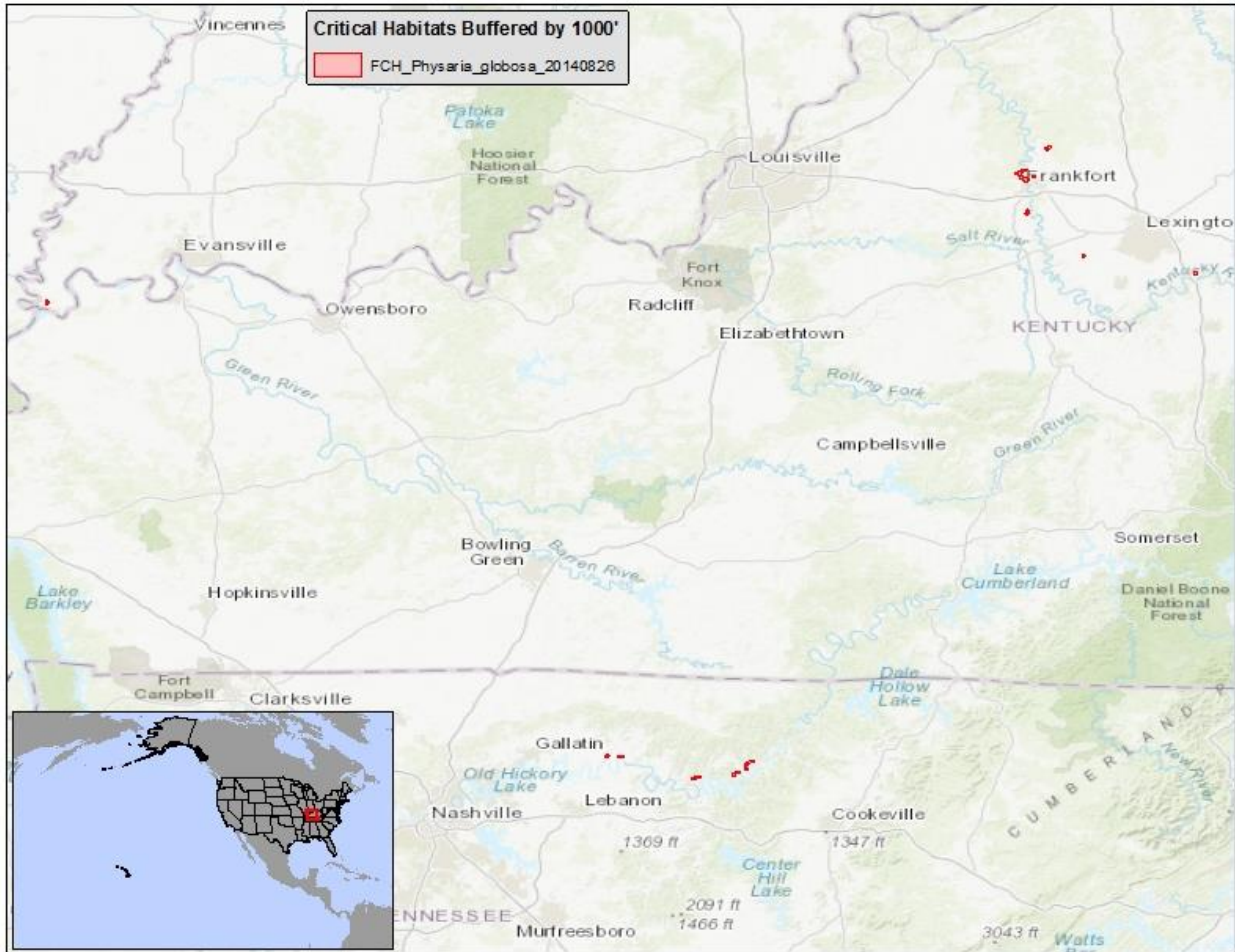 Vincennes
Critical Habitats Buffered by 1000'
FCH_Physaria_globosa_20140826
Patoka
Lake
Hoosier
National
Forest
Louisville
rankfort
Lexingto
Evansville
Salt River
Fort
Knox
Kentucky R
Owensboro
Radcliff
Elizabethtown
KENTUCKY
Green River
Rolling Fork
Green River
Campbellsville
Bowling
Green
Barren River
Somerset
Lake
Cumberland
Lake
Barkley
Hopkinsville
Daniel Boone
National
Forest
Fort
Campbell
Clarksville
Dale
Hollow
Lake
CUMBERLAND P
New River
Gallatin
Old Hickory
Lake
Lebanon
Nashville
Cookeville
1369 ft
1347 ft
Center
Hill
Lake
ENNESSEE
2091 ft
1466 ft
Murfreesboro
3043 ft
Watts